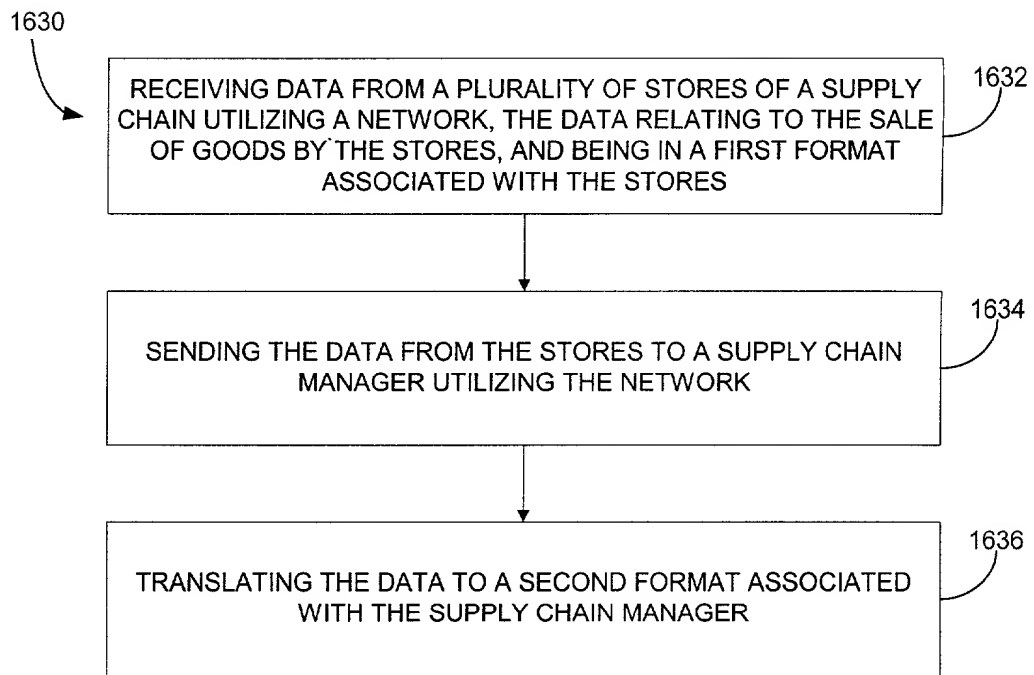 1630
RECEIVING DATA FROM A PLURALITY OF STORES OF A SUPPLY
CHAIN UTILIZING A NETWORK, THE DATA RELATING TO THE SALE
OF GOODS BY THE STORES, AND BEING IN A FIRST FORMAT
ASSOCIATED WITH THE STORES
1632
SENDING THE DATA FROM THE STORES TO A SUPPLY CHAIN
MANAGER UTILIZING THE NETWORK
1634
TRANSLATING THE DATA TO A SECOND FORMAT ASSOCIATED
WITH THE SUPPLY CHAIN MANAGER
1636